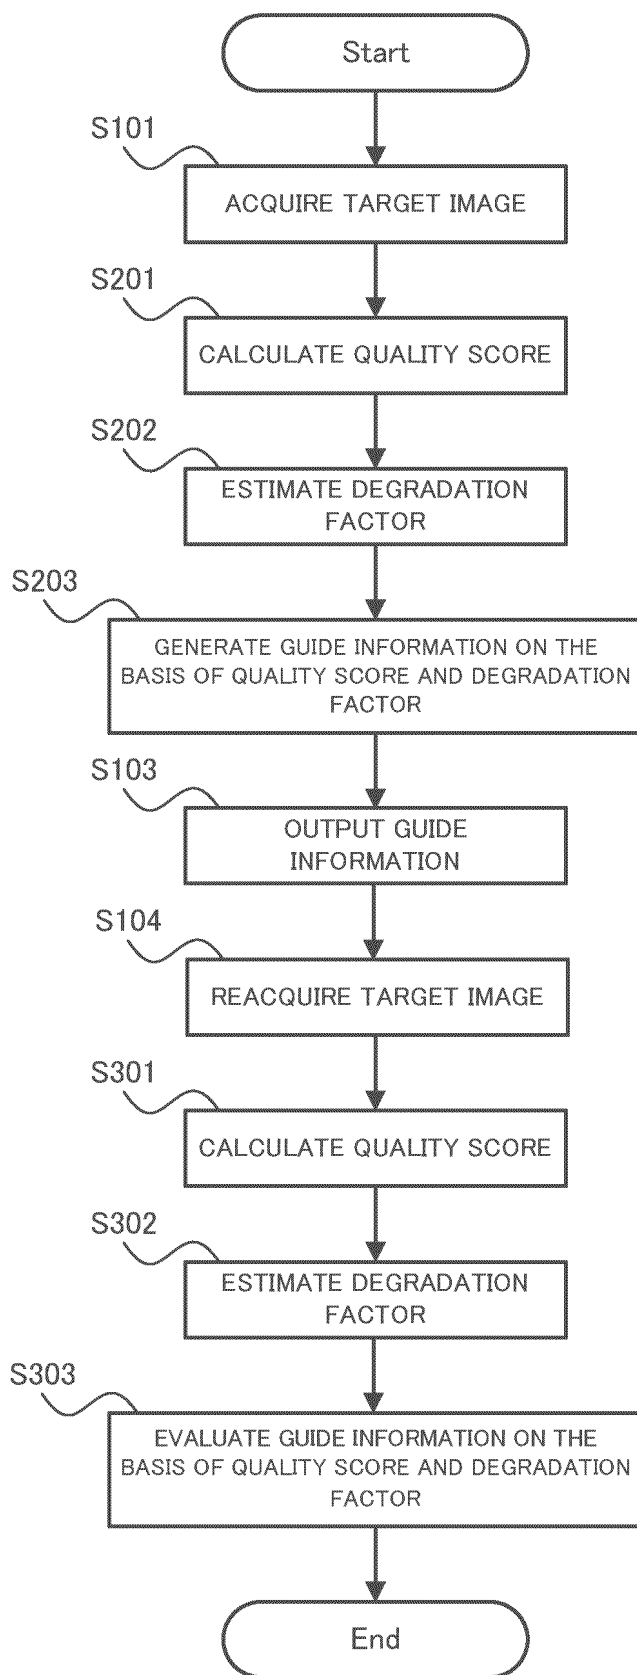 Start
S101
ACQUIRE TARGET IMAGE
S201
CALCULATE QUALITY SCORE
S202
ESTIMATE DEGRADATION
FACTOR
S203
GENERATE GUIDE INFORMATION ON THE
BASIS OF QUALITY SCORE AND DEGRADATION
FACTOR
S103
OUTPUT GUIDE
INFORMATION
S104
REACQUIRE TARGET IMAGE
S301
CALCULATE QUALITY SCORE
S302
ESTIMATE DEGRADATION
FACTOR
S303
EVALUATE GUIDE INFORMATION ON THE
BASIS OF QUALITY SCORE AND DEGRADATION
FACTOR
End